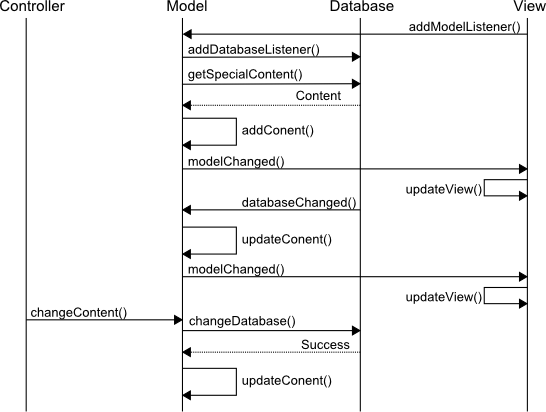 Controller Model Database View
addModelListener()
addDatabaseListener()
getSpecialContent()
Content
addConent()
modelChanged()
updateView()
databaseChanged()
updateConent()
modelChanged()
updateView()
changeContent()
changeDatabase()
Success
updateConent()